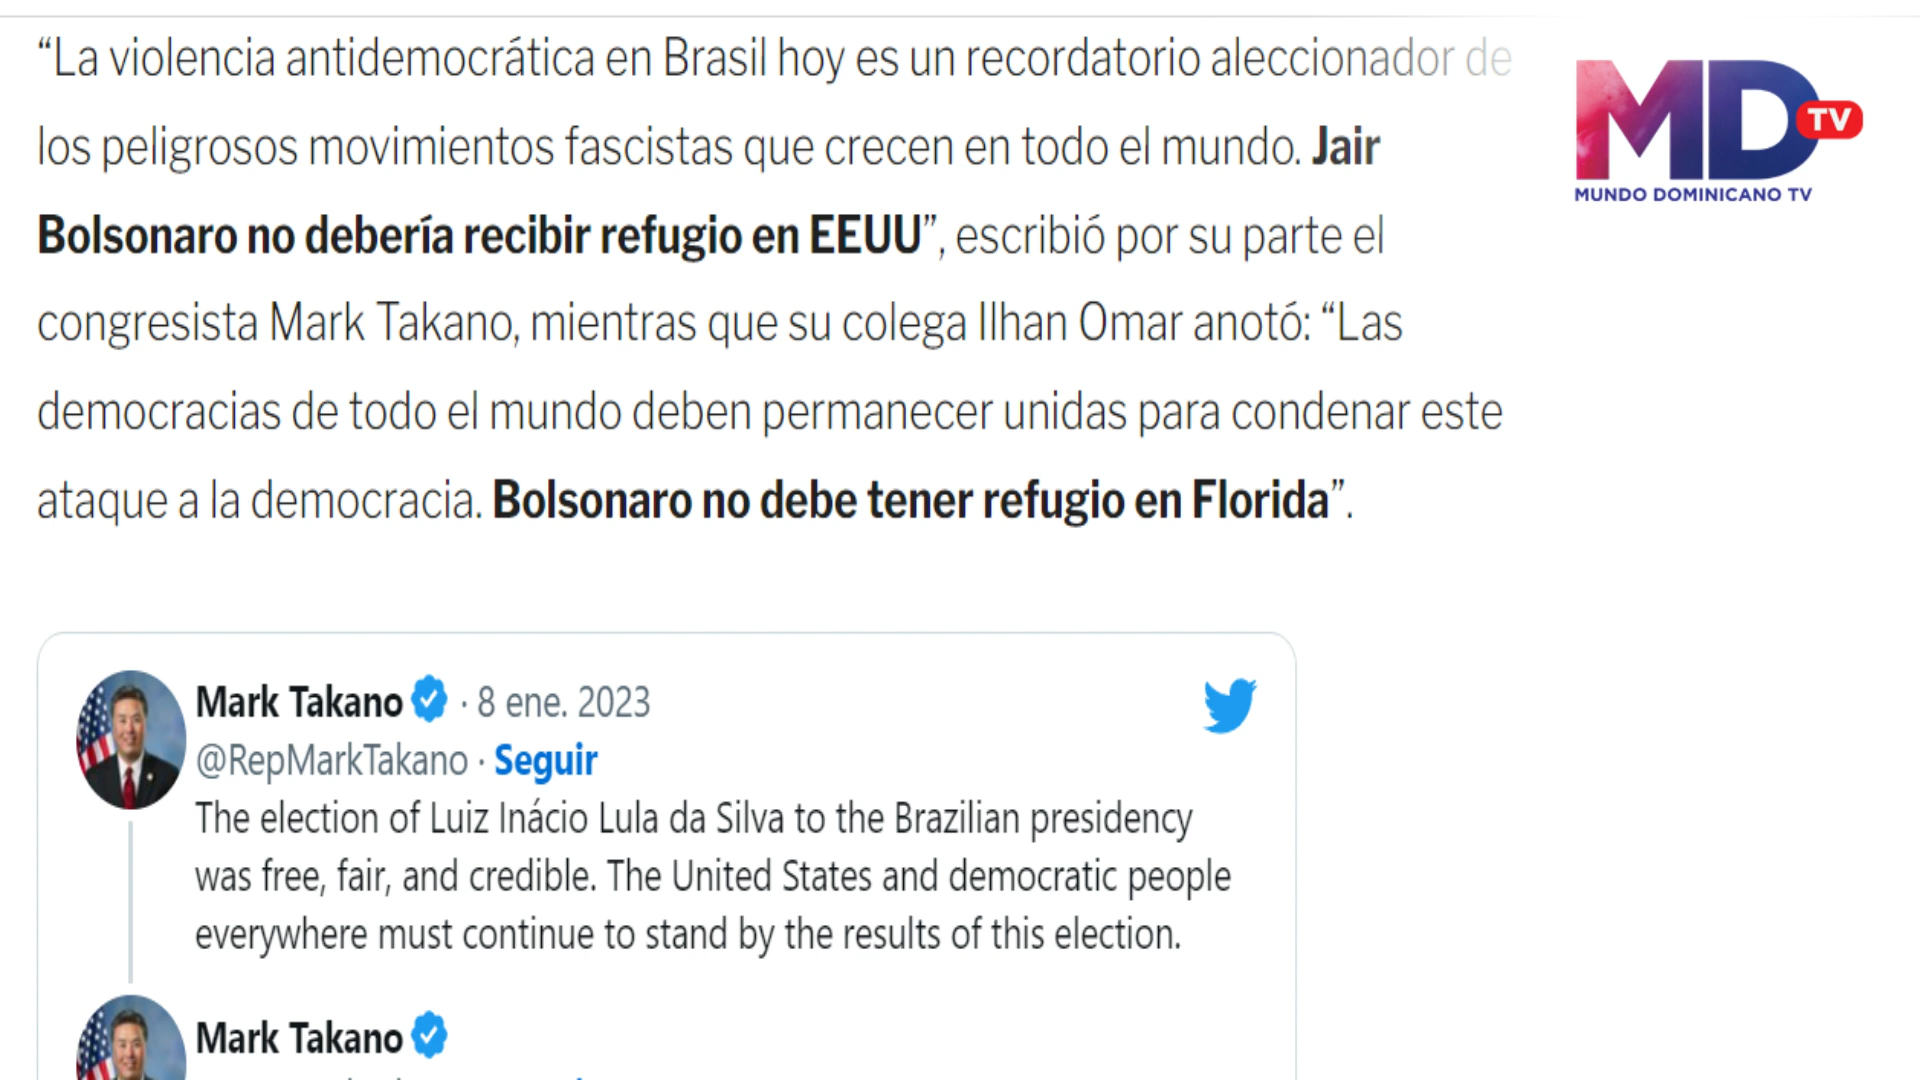 “La violencia antidemocrática en Brasil hoy es un recordatorio aleccionador de
los peligrosos movimientos fascistas que crecen en todo el mundo. Jair
Bolsonaro no debería recibir refugio en EEUU”, escribió por su parte el
congresista Mark Takano, mientras que su colega Ilhan Omar anotó: “Las
democracias de todo el mundo deben permanecer unidas para condenar este
ataque a la democracia. Bolsonaro no debe tener refugio en Florida”.
MD TV
MUNDO DOMINICANO TV
Mark Takano · 8 ene. 2023
@RepMarkTakano · Seguir
The election of Luiz Inácio Lula da Silva to the Brazilian presidency
was free, fair, and credible. The United States and democratic people
everywhere must continue to stand by the results of this election.
Mark Takano